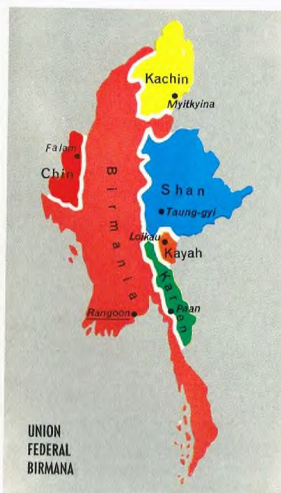 Kachin
Myitkyina
Falam
Chin
Birmania
Shan
Taung-gyi
Loikau
Kayah
Karen
Paan
Rangoon
UNION
FEDERAL
BIRMANA